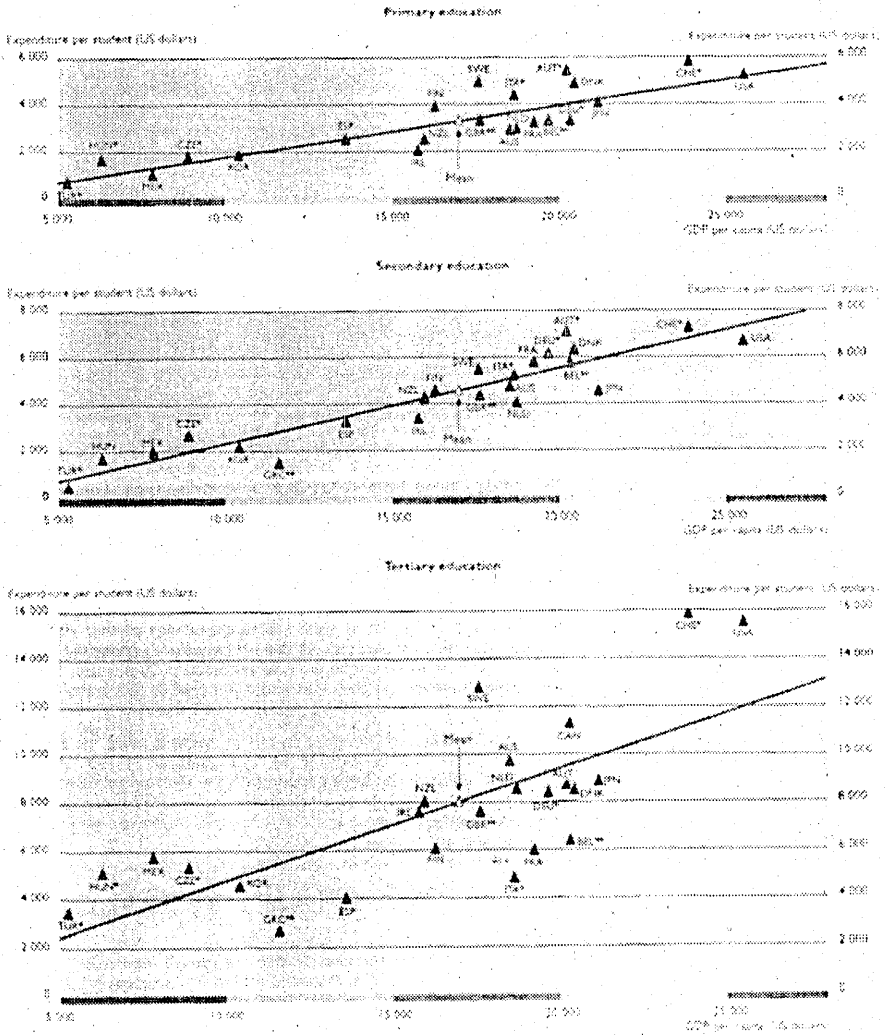 Primary education
Expenditure per student (US dollars) Expenditure per student (US dollars)
6 000 6 000
SWE AUT* DNK CHE* USA
ITA*
4 000 FIN 4 000
JPN
ESP NZL GBR** AUS
2 000 HUN* CZE* 2 000
KOR IRL Mean
MEX
0 TUR* 0
5 000 10 000 15 000 20 000 25 000
GDP per capita (US dollars)
Secondary education
Expenditure per student (US dollars) Expenditure per student (US dollars)
8 000 8 000
AUT* CHE*
FRA DEU* DNK USA
6 000 6 000
SWE ITA* BEL**
NZL FIN AUS JPN
4 000 GBR** NLD 4 000
CZE* ESP IRL Mean
HUN MEX
2 000 KOR 2 000
TUR* GRC**
0 0
5 000 10 000 15 000 20 000 25 000
GDP per capita (US dollars)
Tertiary education
Expenditure per student (US dollars) Expenditure per student (US dollars)
16 000 16 000
CHE* USA
14 000 14 000
SWE
12 000 12 000
Mean AUS CAN
10 000 10 000
NZL NLD AUT* JPN
8 000 DNK 8 000
IRL GBR** DEU*
6 000 BEL** 6 000
MEX FIN FRA
HUN* CZE* KOR
4 000 ITA* 4 000
TUR* GRC** ESP
2 000 2 000
0 0
5 000 10 000 15 000 20 000 25 000
GDP per capita (US dollars)